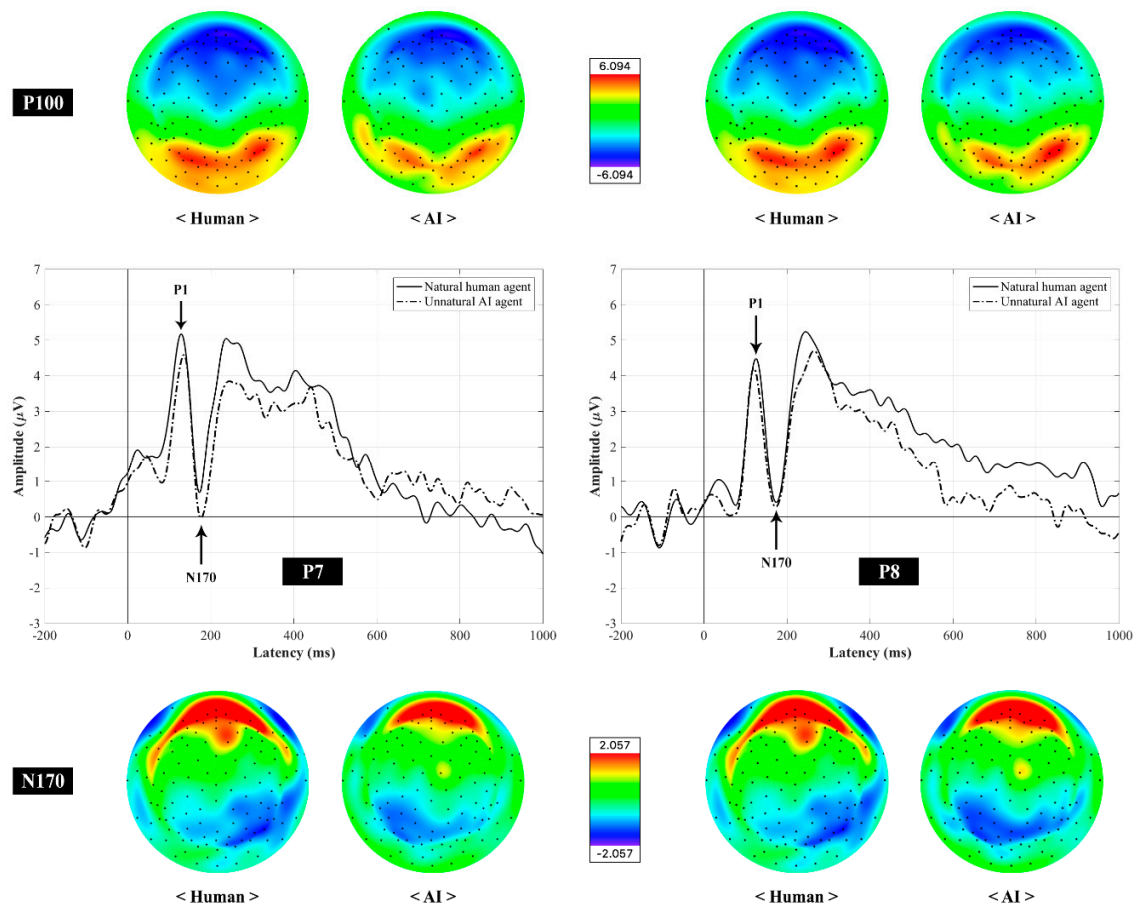 P100
6.094
-6.094
< Human >
< AI >
< Human >
< AI >
7
6
5
4
3
2
1
0
-1
-2
-3
Amplitude (μV)
P1
Natural human agent
Unnatural AI agent
N170
P7
-200
0
200
400
600
800
1000
Latency (ms)
7
6
5
4
3
2
1
0
-1
-2
-3
Amplitude (μV)
P1
Natural human agent
Unnatural AI agent
N170
P8
-200
0
200
400
600
800
1000
Latency (ms)
N170
2.057
-2.057
< Human >
< AI >
< Human >
< AI >